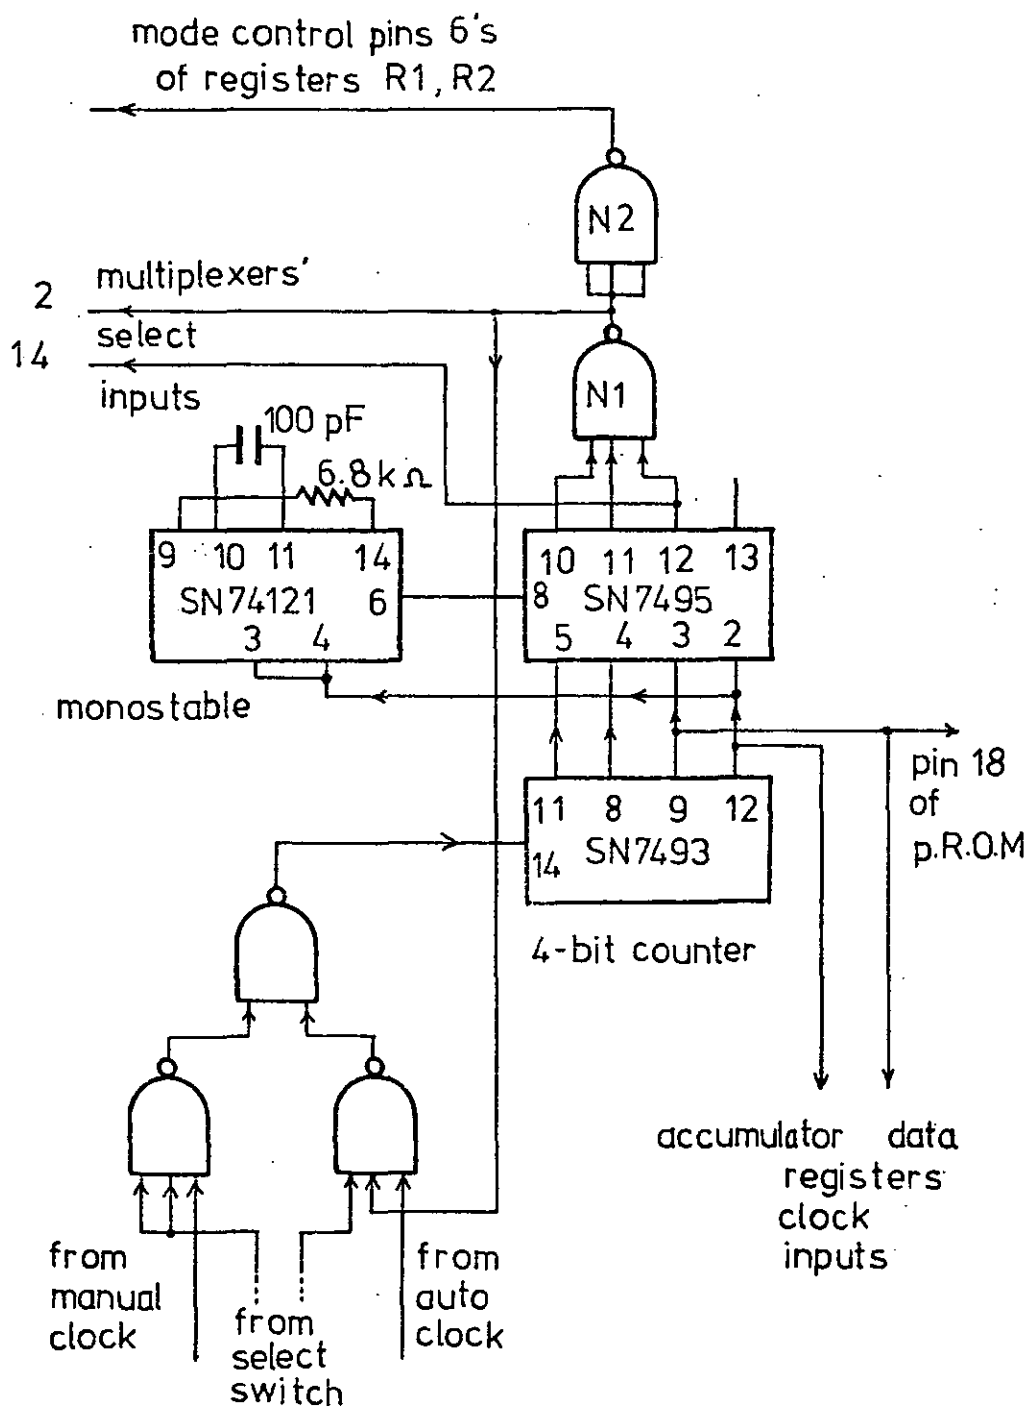 mode control pins 6's
of registers R1, R2
N2
2
multiplexers'
select
14
inputs
N1
100 pF
6.8k Ω
9 10 11 14
SN74121 6
3 4
monostable
10 11 12 13
8 SN7495
5 4 3 2
pin 18
of
p.R.O.M
11 8 9 12
14 SN7493
4-bit counter
accumulator data
registers
clock
inputs
from
manual
clock
from
select
switch
from
auto
clock